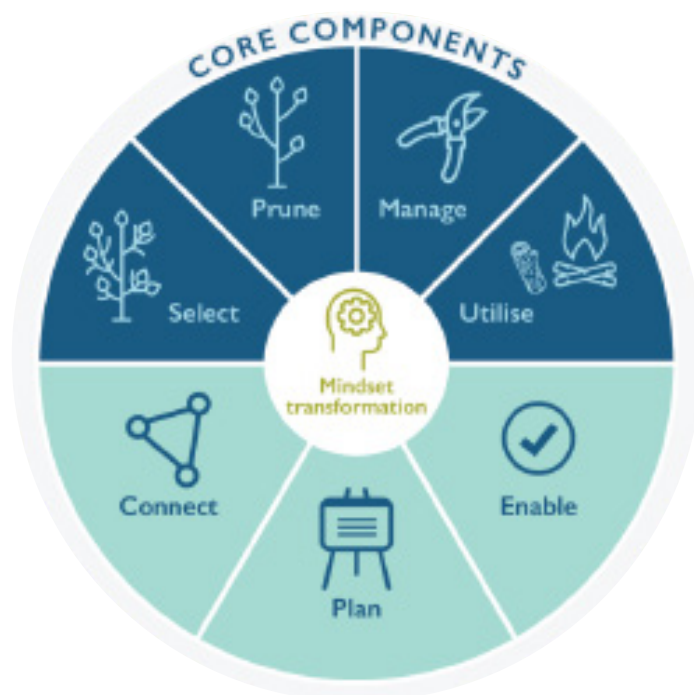 CORE COMPONENTS
Prune
Manage
Select
Utilise
Mindset
transformation
Connect
Enable
Plan